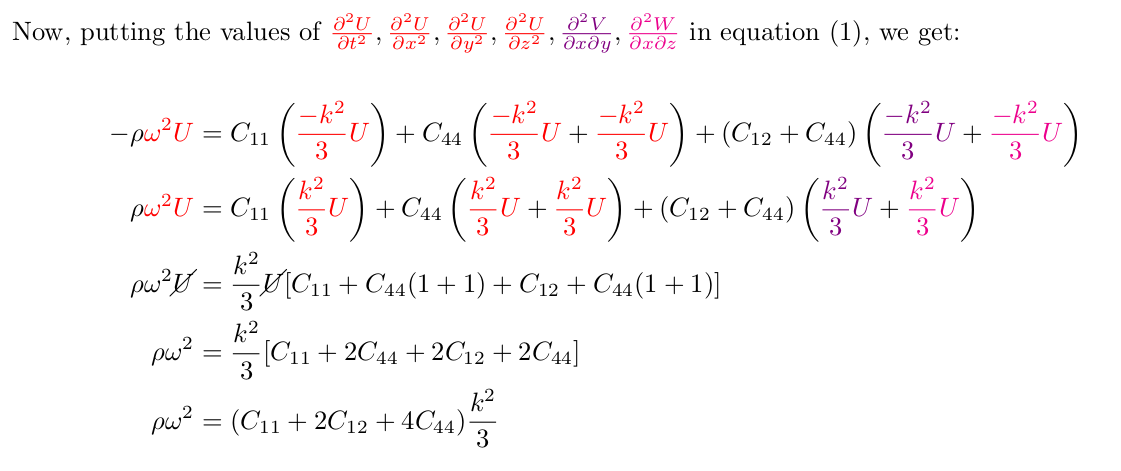 Now, putting the values of ∂²U/∂t², ∂²U/∂x², ∂²U/∂y², ∂²U/∂z², ∂²V/∂x∂y, ∂²W/∂x∂z in equation (1), we get:
−ρω²U = C₁₁ (−k²/3 U) + C₄₄ (−k²/3 U + −k²/3 U) + (C₁₂ + C₄₄) (−k²/3 U + −k²/3 U)
ρω²U = C₁₁ (k²/3 U) + C₄₄ (k²/3 U + k²/3 U) + (C₁₂ + C₄₄) (k²/3 U + k²/3 U)
ρω²U̸ = k²/3 U̸[C₁₁ + C₄₄(1 + 1) + C₁₂ + C₄₄(1 + 1)]
ρω² = k²/3 [C₁₁ + 2C₄₄ + 2C₁₂ + 2C₄₄]
ρω² = (C₁₁ + 2C₁₂ + 4C₄₄) k²/3